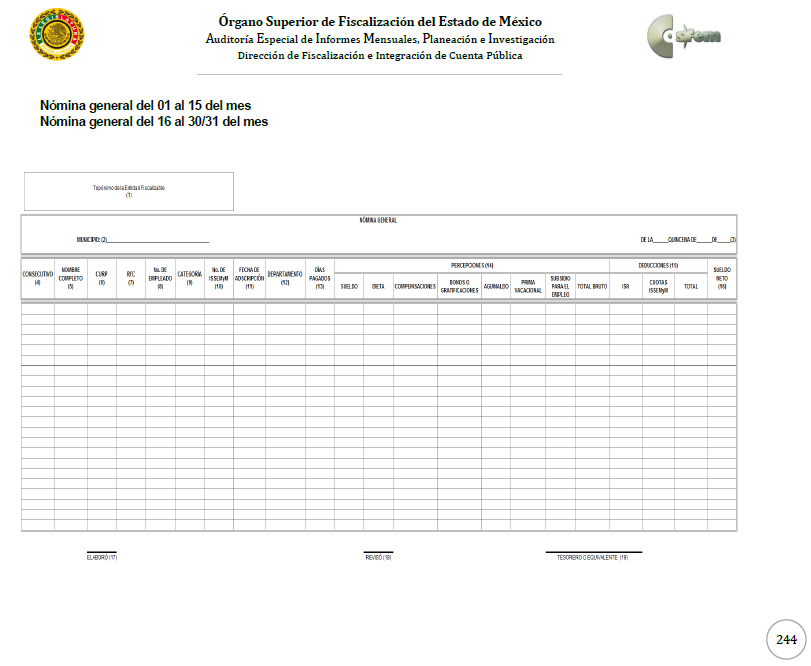 Órgano Superior de Fiscalización del Estado de México
Auditoría Especial de Informes Mensuales, Planeación e Investigación
Dirección de Fiscalización e Integración de Cuenta Pública
osfem
Nómina general del 01 al 15 del mes
Nómina general del 16 al 30/31 del mes
Topónimo de la Entidad Fiscalizable
(1)
NÓMINA GENERAL
MUNICIPIO: (2)____ DE LA____QUINCENA DE____DE____(3)
CONSECUTIVO (4)
NOMBRE COMPLETO (5)
CURP (6)
RFC (7)
No. DE EMPLEADO (8)
CATEGORÍA (9)
No. DE ISSEMyM (10)
FECHA DE ADSCRIPCIÓN (11)
DEPARTAMENTO (12)
DÍAS PAGADOS (13)
PERCEPCIONES (14)
SUELDO
DIETA
COMPENSACIONES
BONOS O GRATIFICACIONES
AGUINALDO
PRIMA VACACIONAL
SUBSIDIO PARA EL EMPLEO
TOTAL BRUTO
DEDUCCIONES (15)
ISR
CUOTAS ISSEMyM
TOTAL
SUELDO NETO (16)
ELABORÓ (17)
REVISÓ (18)
TESORERO O EQUIVALENTE (19)
244